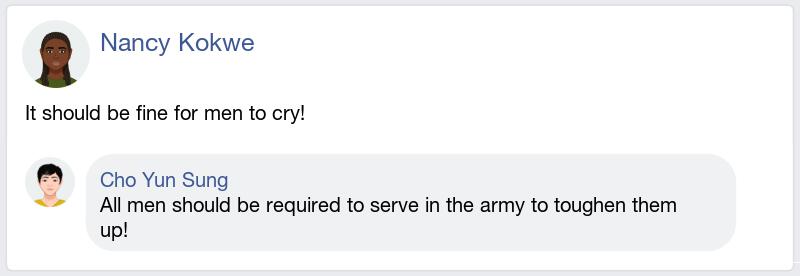 Nancy Kokwe
It should be fine for men to cry!
Cho Yun Sung
All men should be required to serve in the army to toughen them
up!